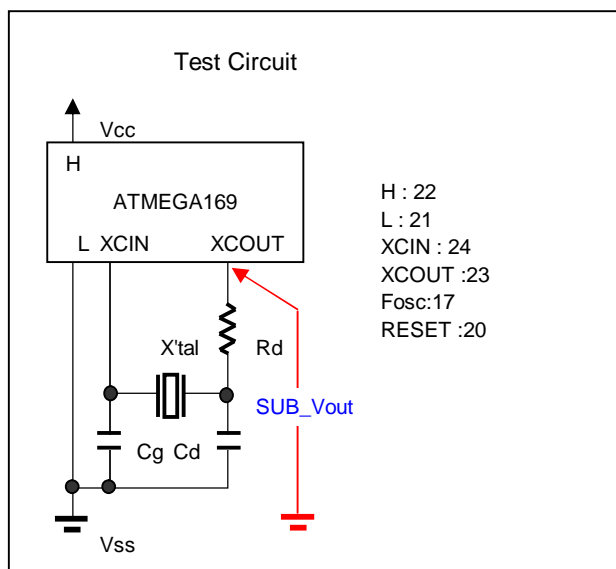 Test Circuit
Vcc
H
ATMEGA169
L XCIN XCOUT
H : 22
L : 21
XCIN : 24
XCOUT :23
Fosc:17
RESET :20
X'tal Rd
SUB_Vout
Cg Cd
Vss